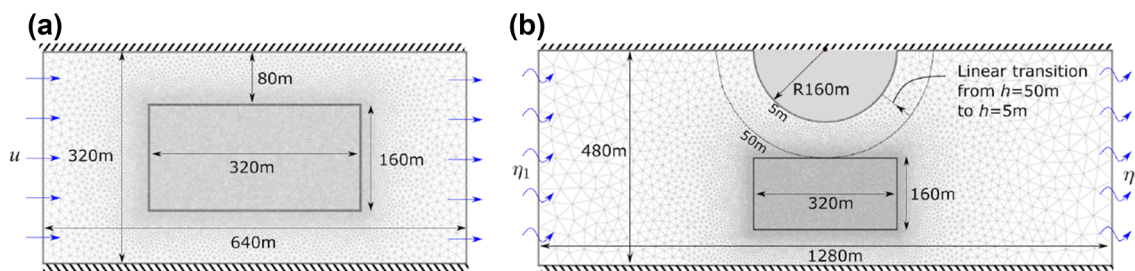 (a)
80m
u
320m
320m
160m
640m
(b)
R160m
5m
50m
Linear transition
from h=50m
to h=5m
480m
η1
η
320m
160m
1280m